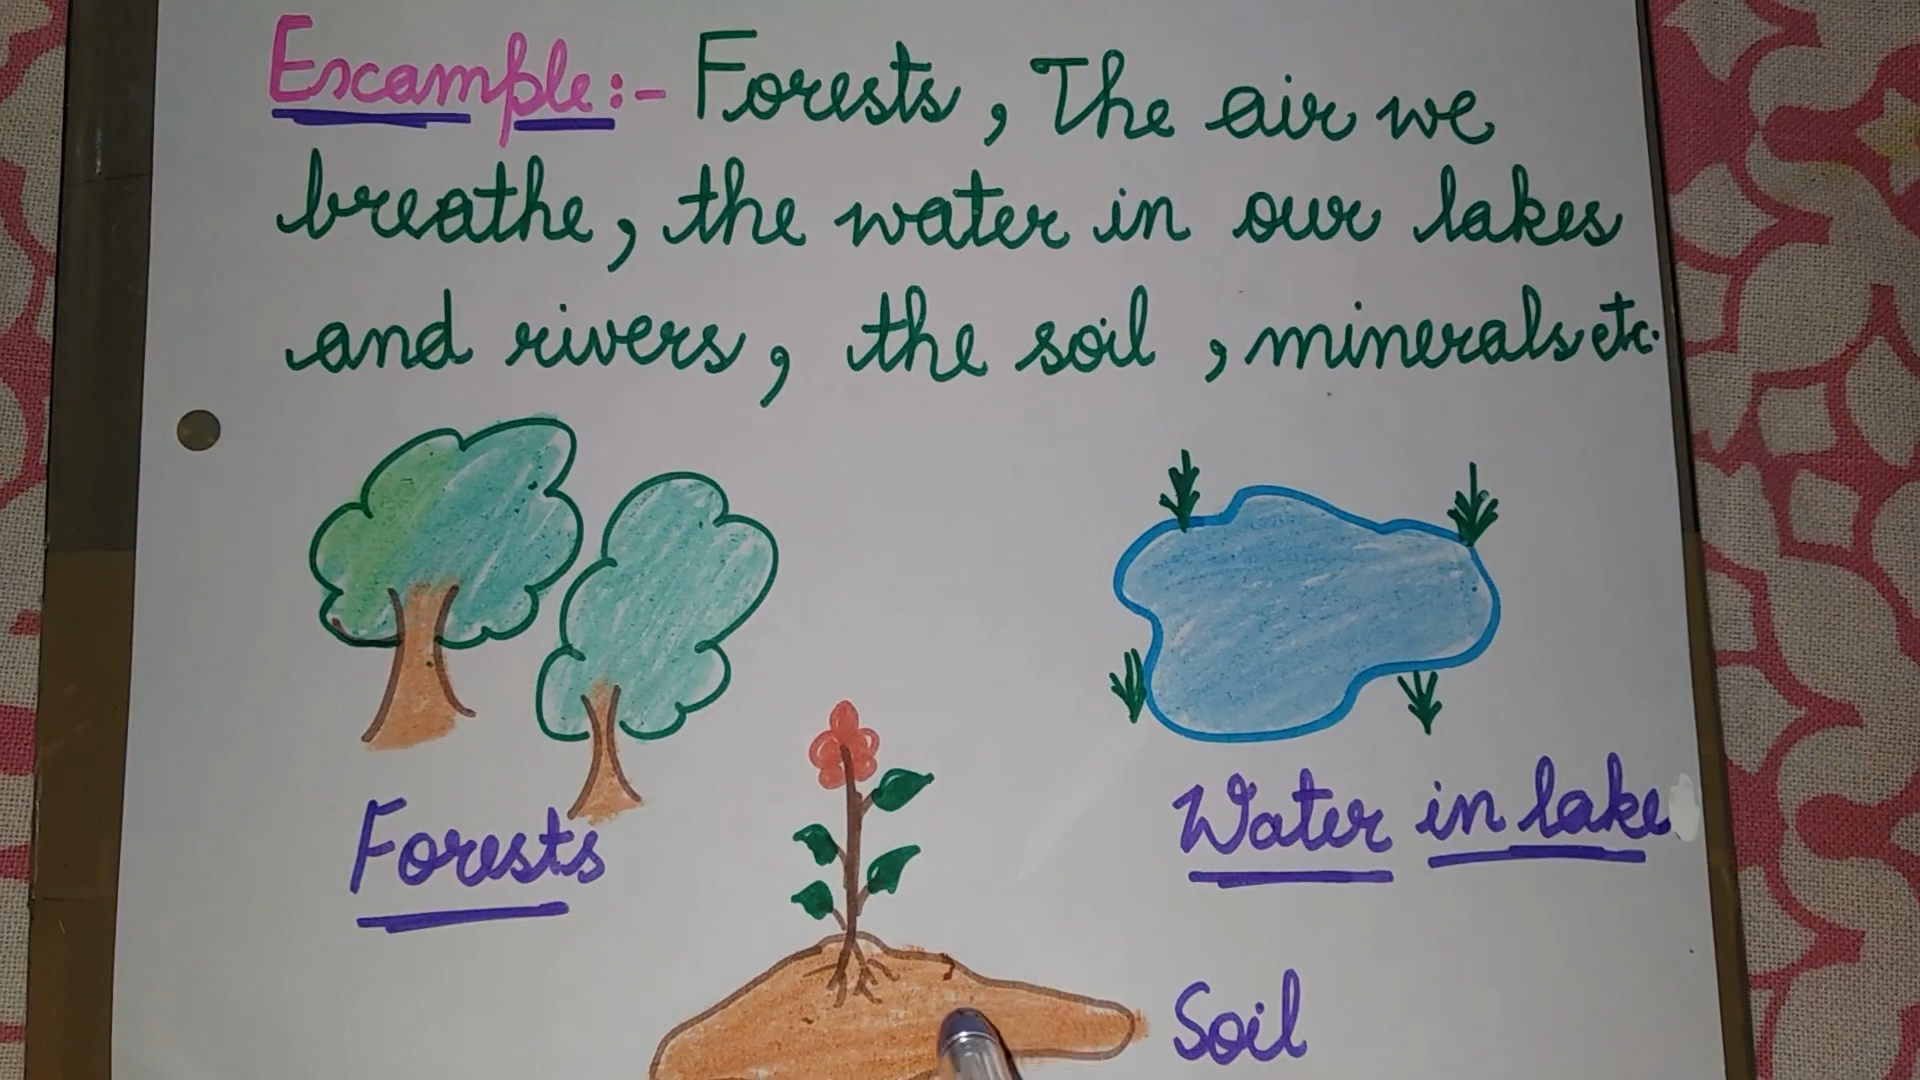 Example:- Forests, The air we
breathe, the water in our lakes
and rivers, the soil, minerals etc.
Forests
Water in lake
Soil